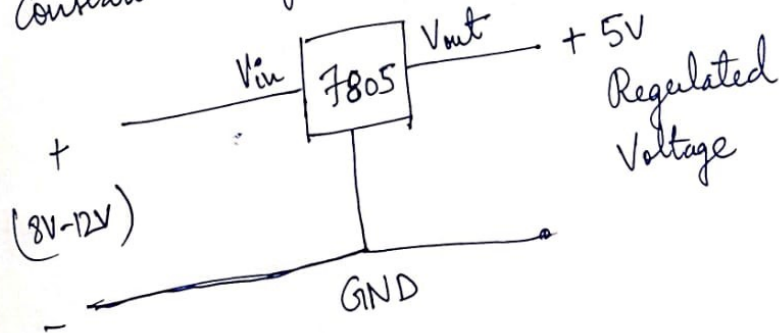 Vin
7805
Vout
+ 5V
Regulated
Voltage
+
(8V-12V)
-
GND